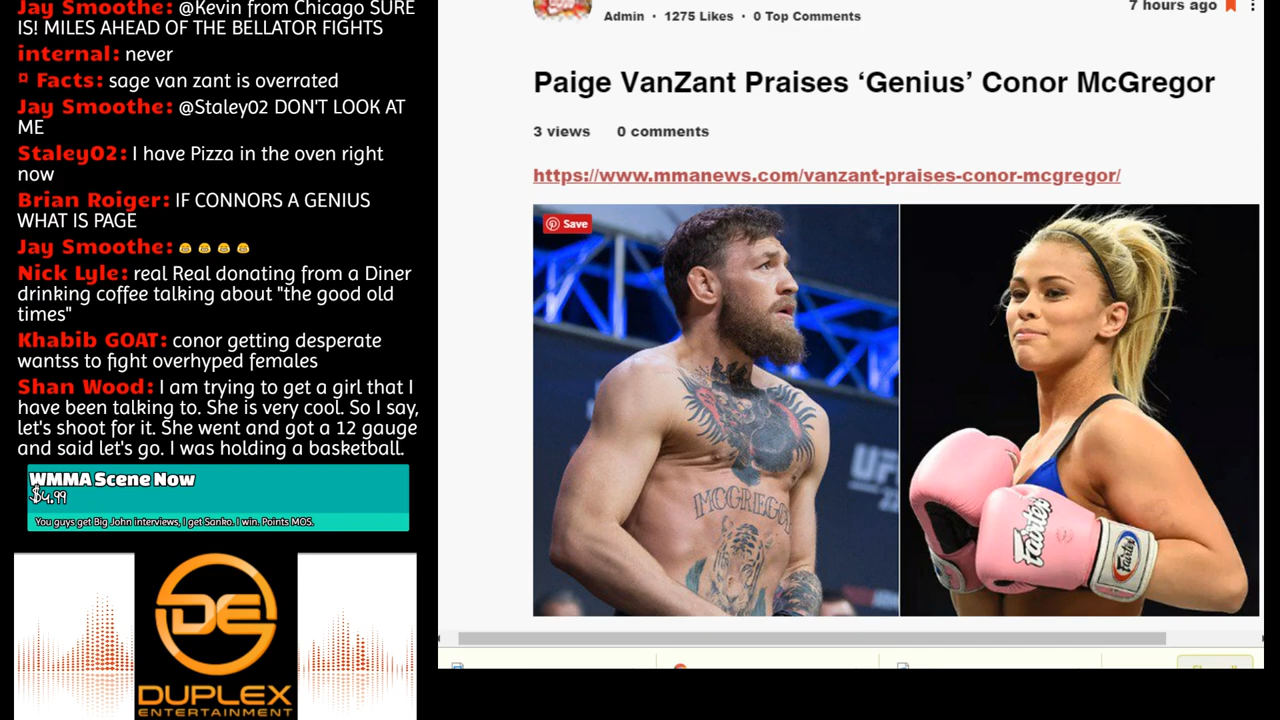 Jay Smoothe: @Kevin from Chicago SURE
IS! MILES AHEAD OF THE BELLATOR FIGHTS
internal: never
Facts: sage van zant is overrated
Jay Smoothe: @Staley02 DON'T LOOK AT
ME
Staley02: I have Pizza in the oven right
now
Brian Roiger: IF CONNORS A GENIUS
WHAT IS PAGE
Jay Smoothe:
Nick Lyle: real Real donating from a Diner
drinking coffee talking about "the good old
times"
Khabib GOAT: conor getting desperate
wantss to fight overhyped females
Shan Wood: I am trying to get a girl that I
have been talking to. She is very cool. So I say,
let's shoot for it. She went and got a 12 gauge
and said let's go. I was holding a basketball.
WMMA Scene Now
$4.99
You guys get Big John interviews, I get Sanko. I win. Points MOS.
DE
DUPLEX
ENTERTAINMENT
Admin · 1275 Likes · 0 Top Comments
7 hours ago
Paige VanZant Praises ‘Genius’ Conor McGregor
3 views 0 comments
https://www.mmanews.com/vanzant-praises-conor-mcgregor/
Save
UFC
MCGREGOR
Fairtex
Fairtex